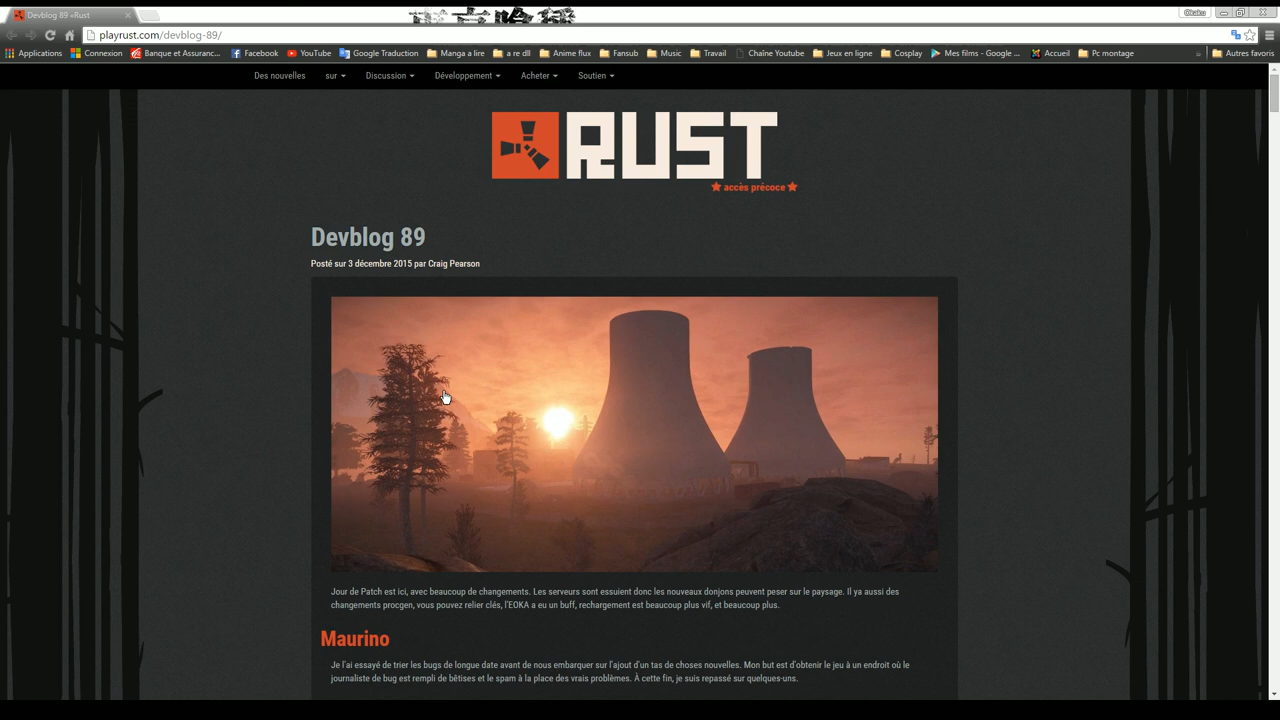 Devblog 89 «Rust
Okaku
playrust.com/devblog-89/
Applications Connexion Banque et Assuranc... Facebook YouTube Google Traduction Manga a lire a re dll Anime flux Fansub Music Travail Chaîne Youtube Jeux en ligne Cosplay Mes films - Google ... Accueil Pc montage Autres favoris
Des nouvelles sur Discussion Développement Acheter Soutien
RUST
accès précoce
Devblog 89
Posté sur 3 décembre 2015 par Craig Pearson
Jour de Patch est ici, avec beaucoup de changements. Les serveurs sont essuient donc les nouveaux donjons peuvent peser sur le paysage. Il ya aussi des
changements procgen, vous pouvez relier clés, l'EOKA a eu un buff, rechargement est beaucoup plus vif, et beaucoup plus.
Maurino
Je l'ai essayé de trier les bugs de longue date avant de nous embarquer sur l'ajout d'un tas de choses nouvelles. Mon but est d'obtenir le jeu à un endroit où le
journaliste de bug est rempli de bêtises et le spam à la place des vrais problèmes. À cette fin, je suis repassé sur quelques-uns.